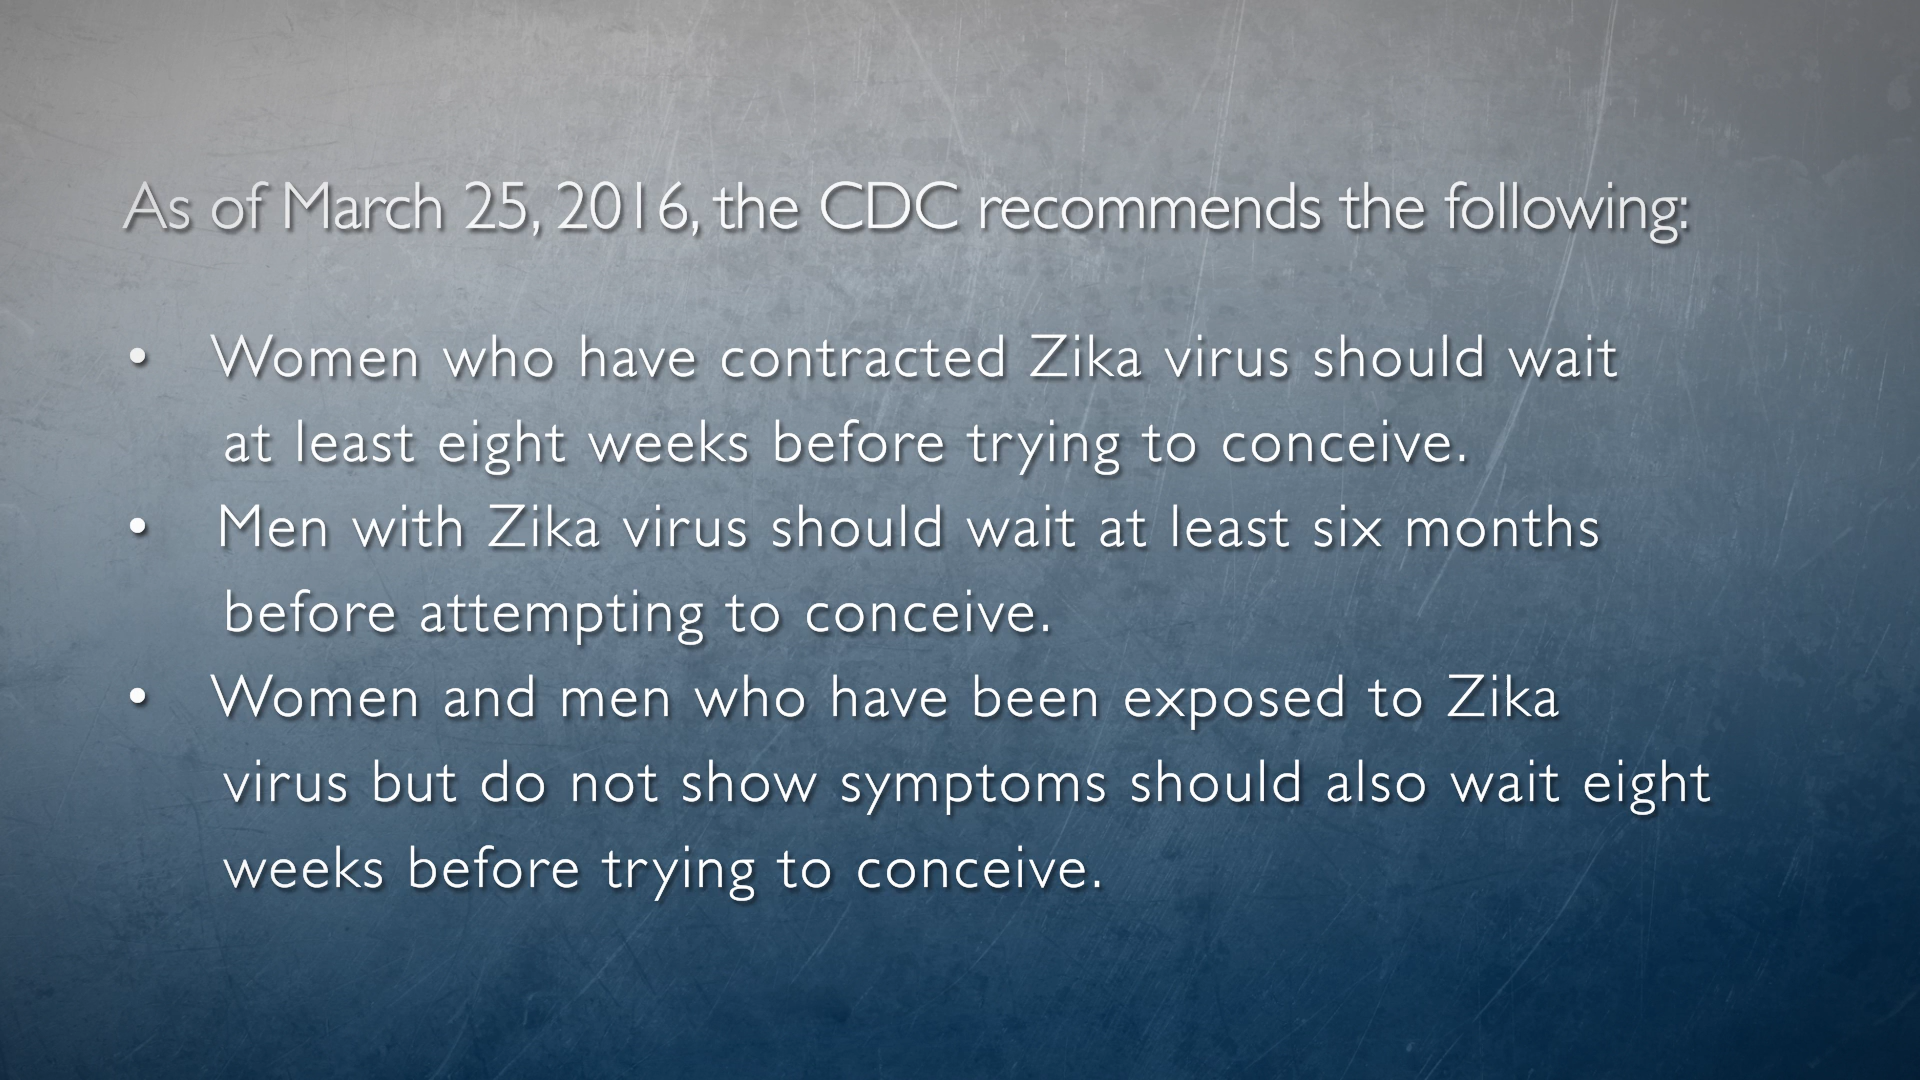 As of March 25, 2016, the CDC recommends the following:
• Women who have contracted Zika virus should wait
at least eight weeks before trying to conceive.
• Men with Zika virus should wait at least six months
before attempting to conceive.
• Women and men who have been exposed to Zika
virus but do not show symptoms should also wait eight
weeks before trying to conceive.